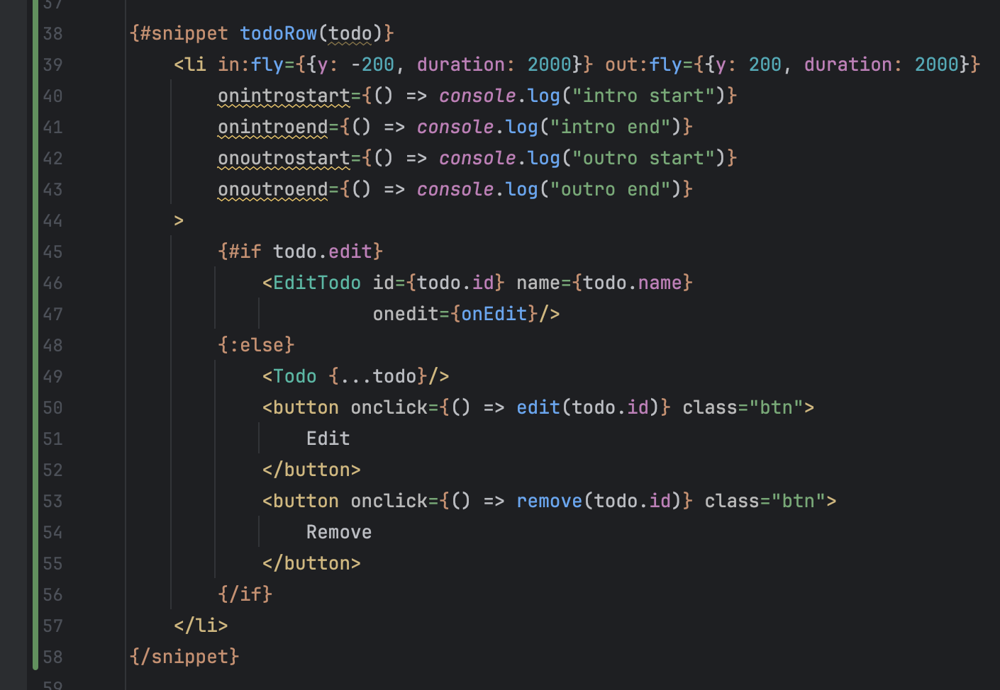 37
38 {#snippet todoRow(todo)}
39 <li in:fly={{y: -200, duration: 2000}} out:fly={{y: 200, duration: 2000}}
40 onintrostart={() => console.log("intro start")}
41 onintroend={() => console.log("intro end")}
42 onoutrostart={() => console.log("outro start")}
43 onoutroend={() => console.log("outro end")}
44 >
45 {#if todo.edit}
46 <EditTodo id={todo.id} name={todo.name}
47 onedit={onEdit}/>
48 {:else}
49 <Todo {...todo}/>
50 <button onclick={() => edit(todo.id)} class="btn">
51 Edit
52 </button>
53 <button onclick={() => remove(todo.id)} class="btn">
54 Remove
55 </button>
56 {/if}
57 </li>
58 {/snippet}
59